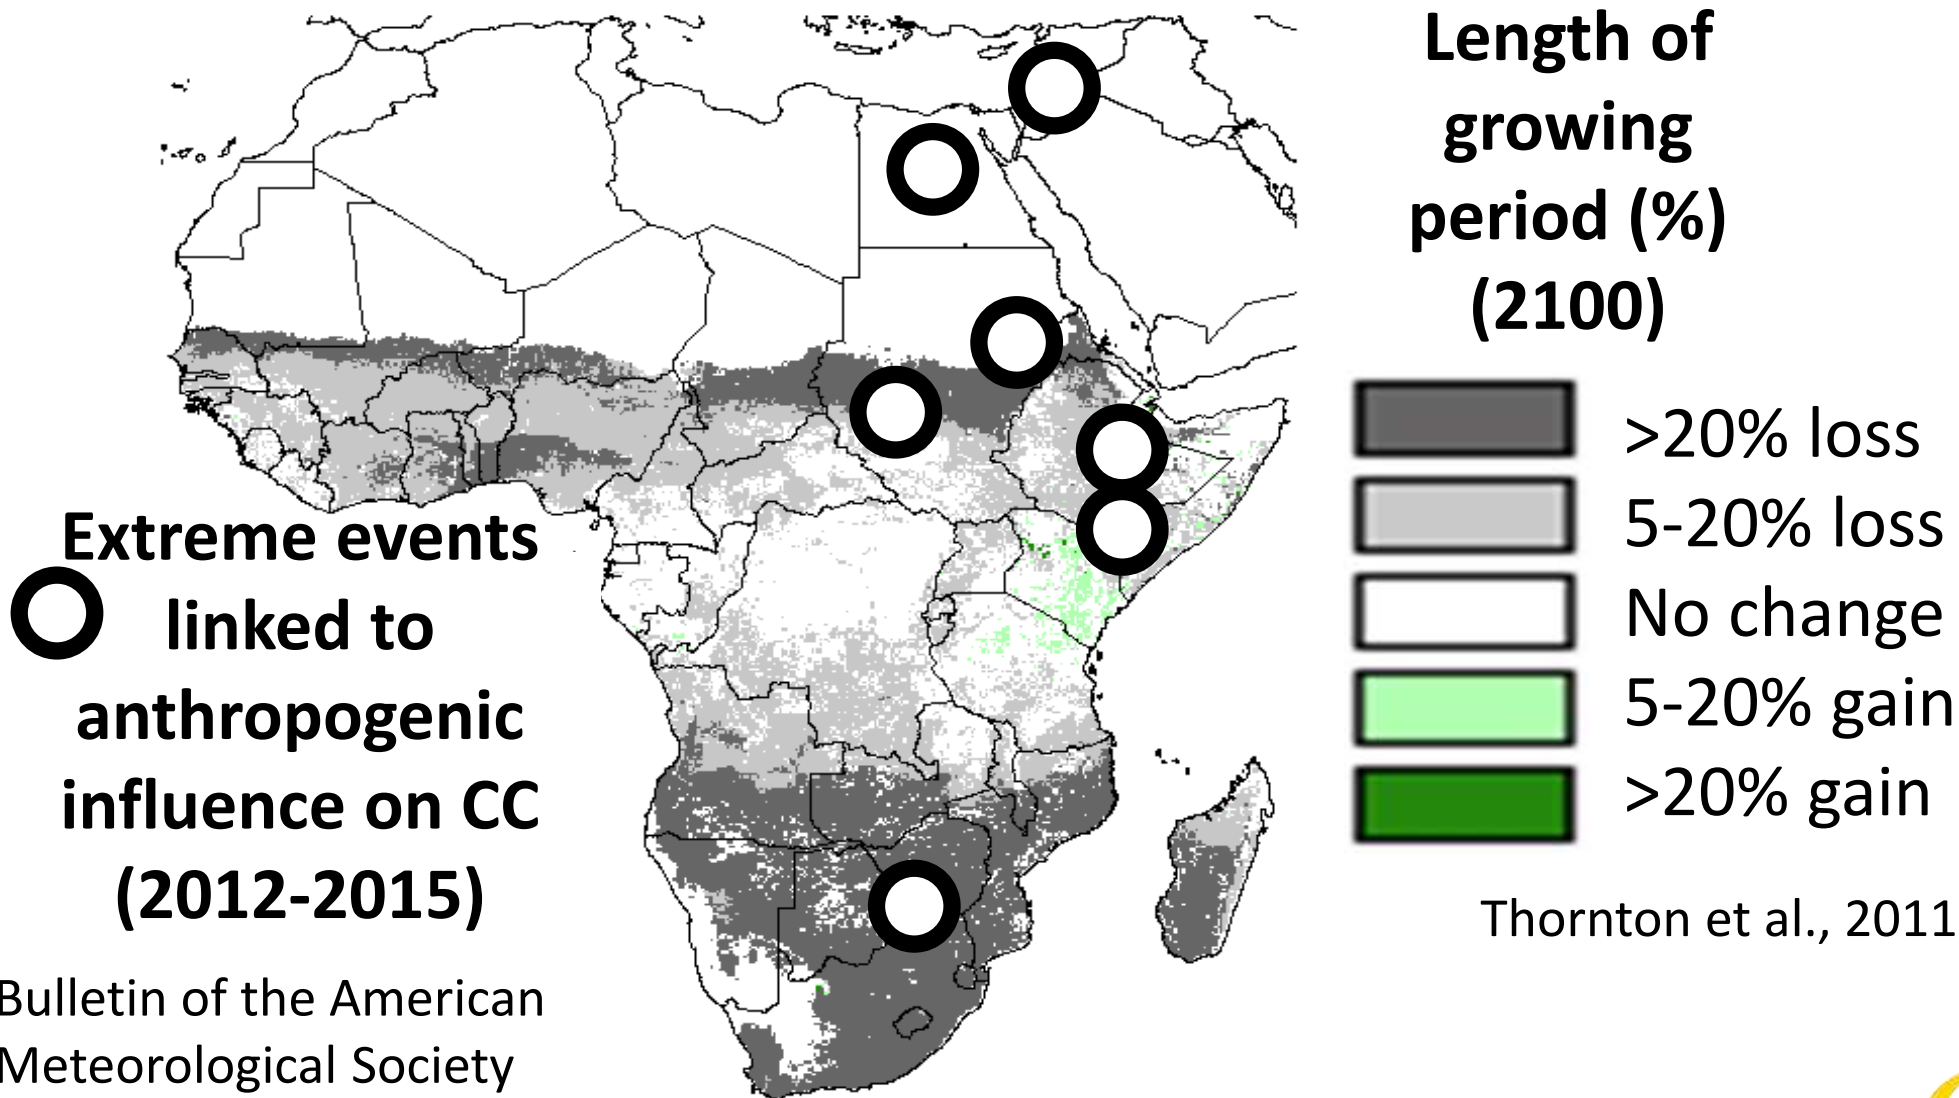 Length of
growing
period (%)
(2100)
>20% loss
5-20% loss
No change
5-20% gain
>20% gain
Thornton et al., 2011
Extreme events
linked to
anthropogenic
influence on CC
(2012-2015)
Bulletin of the American
Meteorological Society